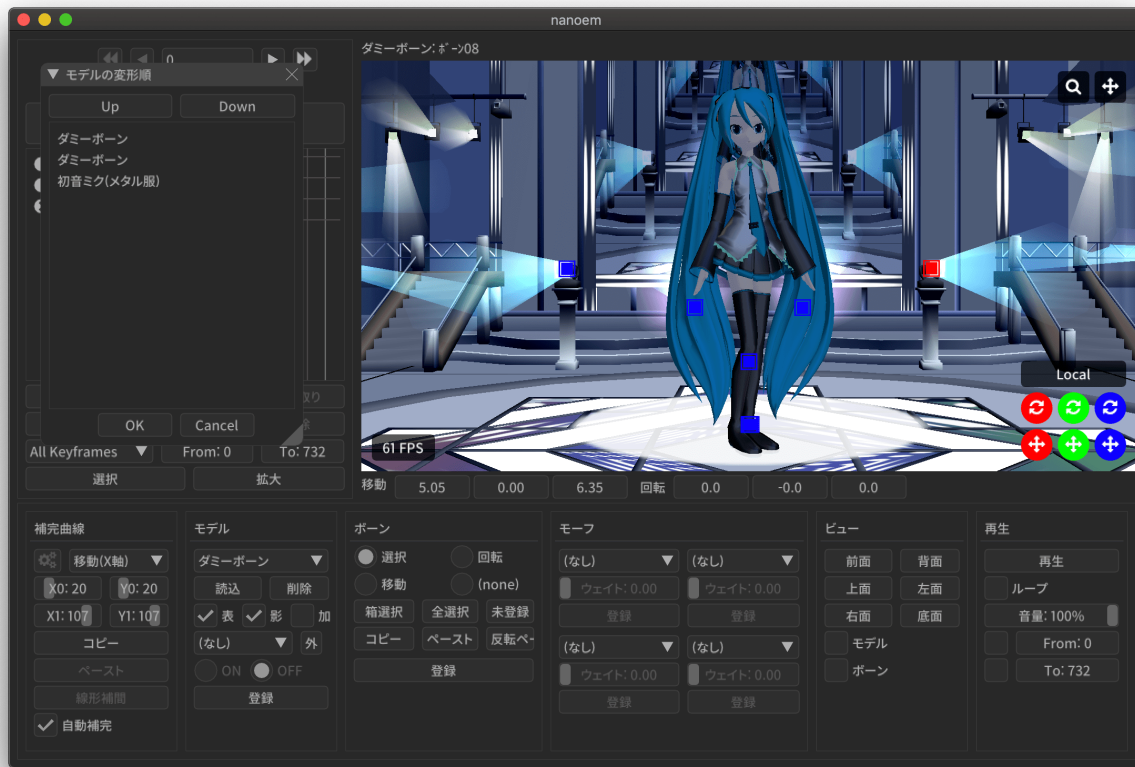 nanoem
0
ダミーボーン: ﾎﾞｰﾝ08
モデルの変形順
Up
Down
ダミーボーン
ダミーボーン
初音ミク(メタル服)
OK
Cancel
All Keyframes
From: 0
To: 732
選択
拡大
61 FPS
Local
移動
5.05
0.00
6.35
回転
0.0
-0.0
0.0
補完曲線
移動(X軸)
X0: 20
Y0: 20
X1: 107
Y1: 107
コピー
ペースト
線形補間
自動補完
モデル
ダミーボーン
読込
削除
表
影
加
(なし)
外
ON
OFF
登録
ボーン
選択
回転
移動
(none)
箱選択
全選択
未登録
コピー
ペースト
反転ペー
登録
モーフ
(なし)
(なし)
ウェイト: 0.00
ウェイト: 0.00
登録
登録
(なし)
(なし)
ウェイト: 0.00
ウェイト: 0.00
登録
登録
ビュー
前面
背面
上面
左面
右面
底面
モデル
ボーン
再生
再生
ループ
音量: 100%
From: 0
To: 732